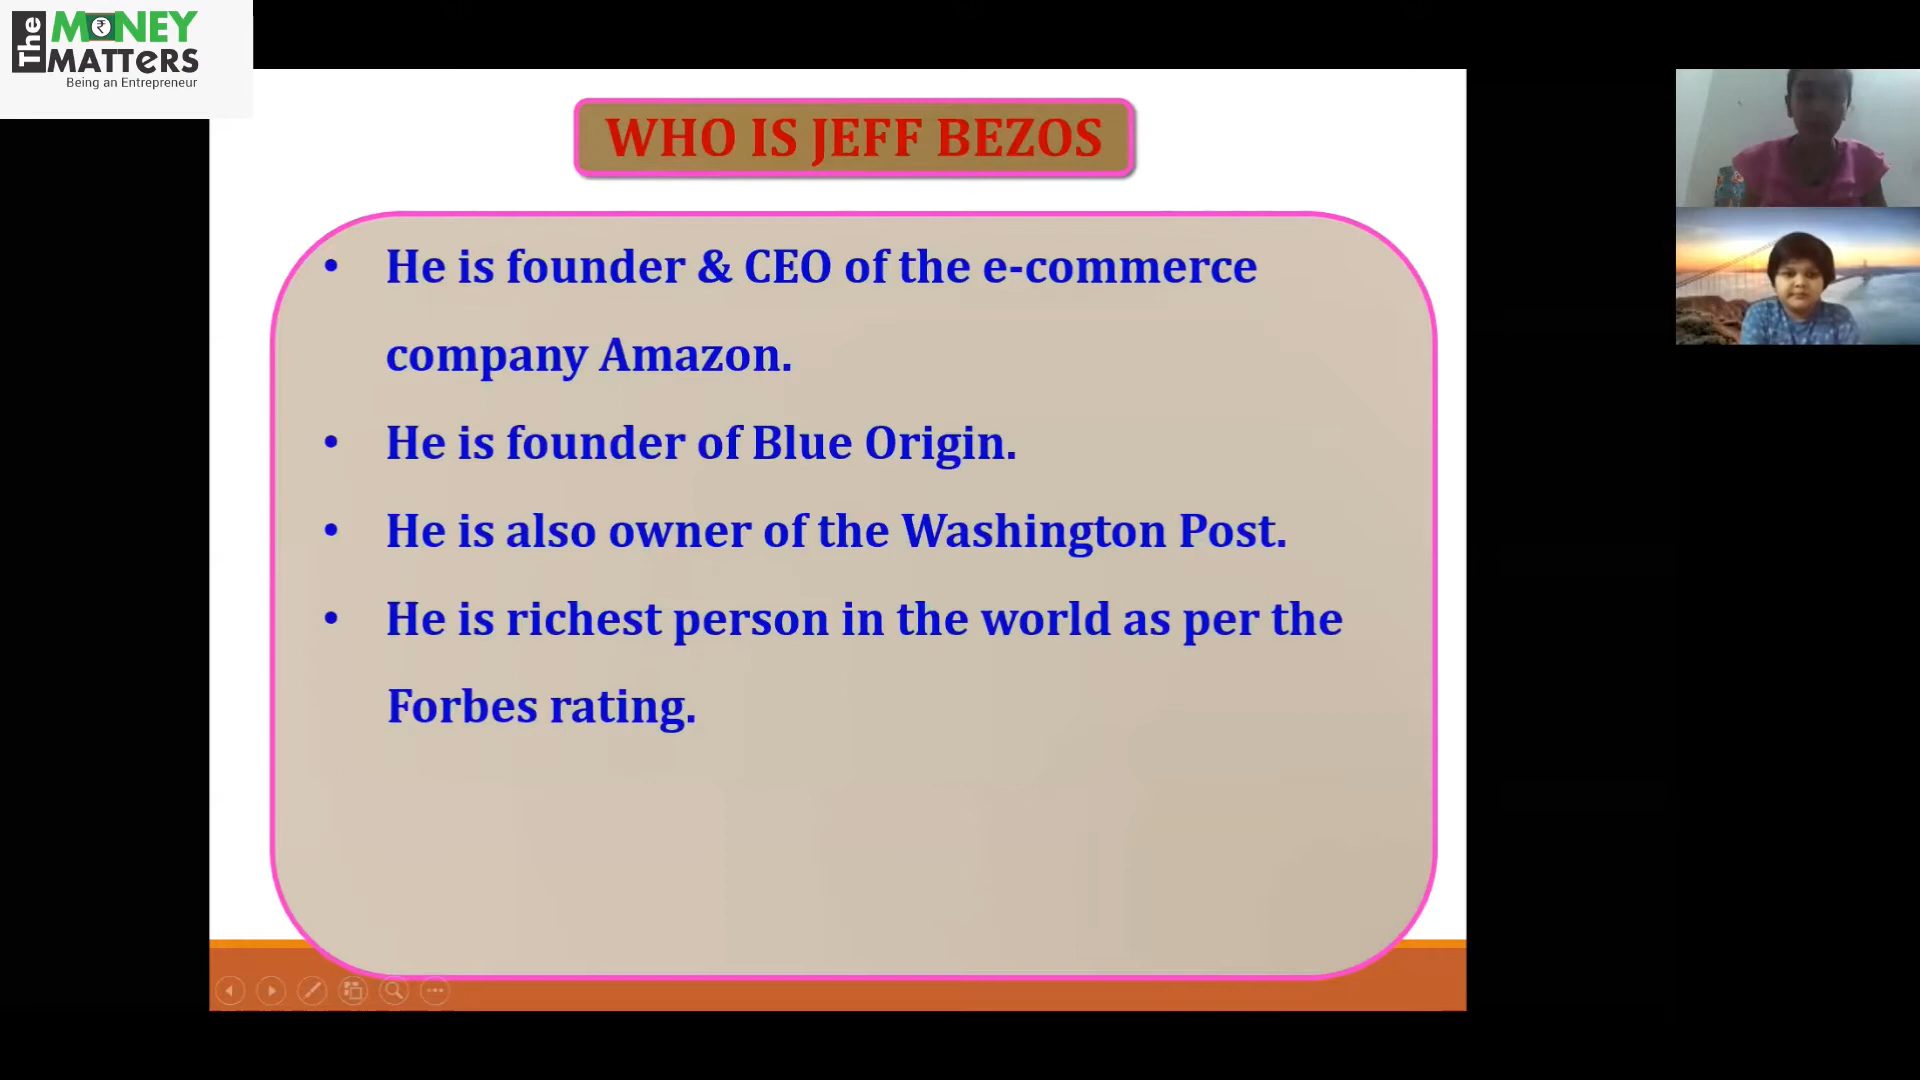 The MONEY
MATTERS
Being an Entrepreneur
WHO IS JEFF BEZOS
• He is founder & CEO of the e-commerce
company Amazon.
• He is founder of Blue Origin.
• He is also owner of the Washington Post.
• He is richest person in the world as per the
Forbes rating.